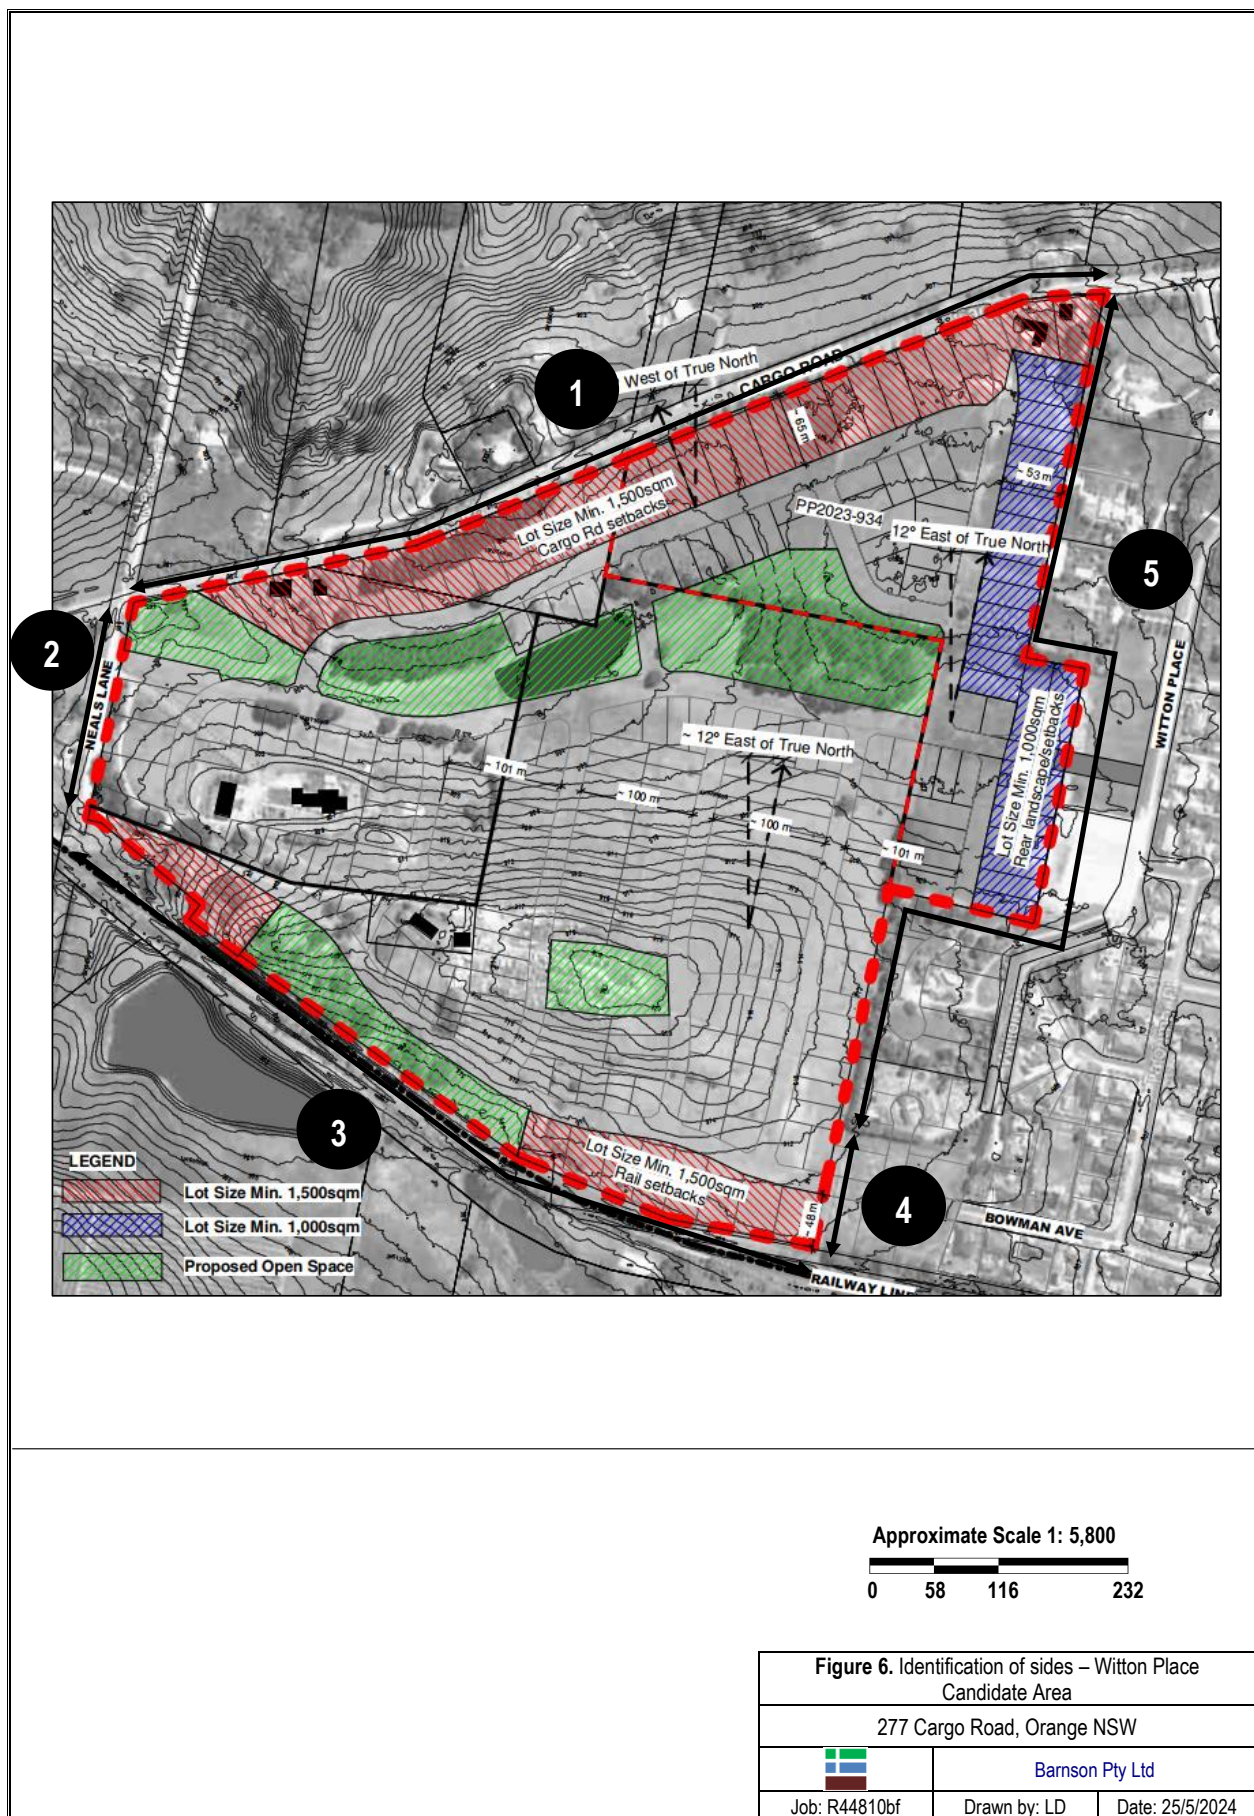 1
West of True North
CARGO ROAD
~ 65 m
~ 53 m
Lot Size Min. 1,500sqm
Cargo Rd setbacks
PP2023-934
12° East of True North
5
2
NEALS LANE
WITTON PLACE
Lot Size Min. 1,000sqm
Rear landscape/setbacks
~ 12° East of True North
~ 101 m
~ 100 m
~ 100 m
~ 101 m
3
Lot Size Min. 1,500sqm
Rail setbacks
~ 48m
4
BOWMAN AVE
RAILWAY LINE
LEGEND
Lot Size Min. 1,500sqm
Lot Size Min. 1,000sqm
Proposed Open Space
Approximate Scale 1: 5,800
0 58 116 232
Figure 6. Identification of sides – Witton Place
Candidate Area
277 Cargo Road, Orange NSW
Barnson Pty Ltd
Job: R44810bf Drawn by: LD Date: 25/5/2024